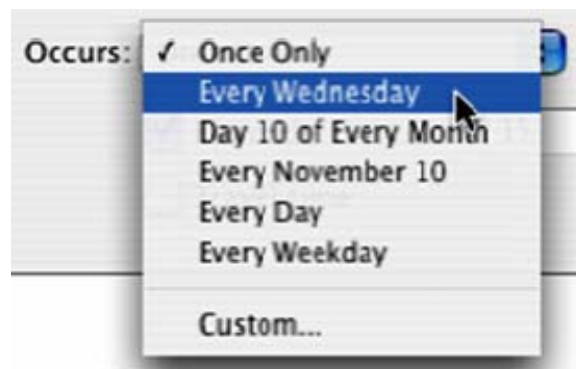 Occurs: ✓ Once Only
Every Wednesday
Day 10 of Every Month
Every November 10
Every Day
Every Weekday
Custom...